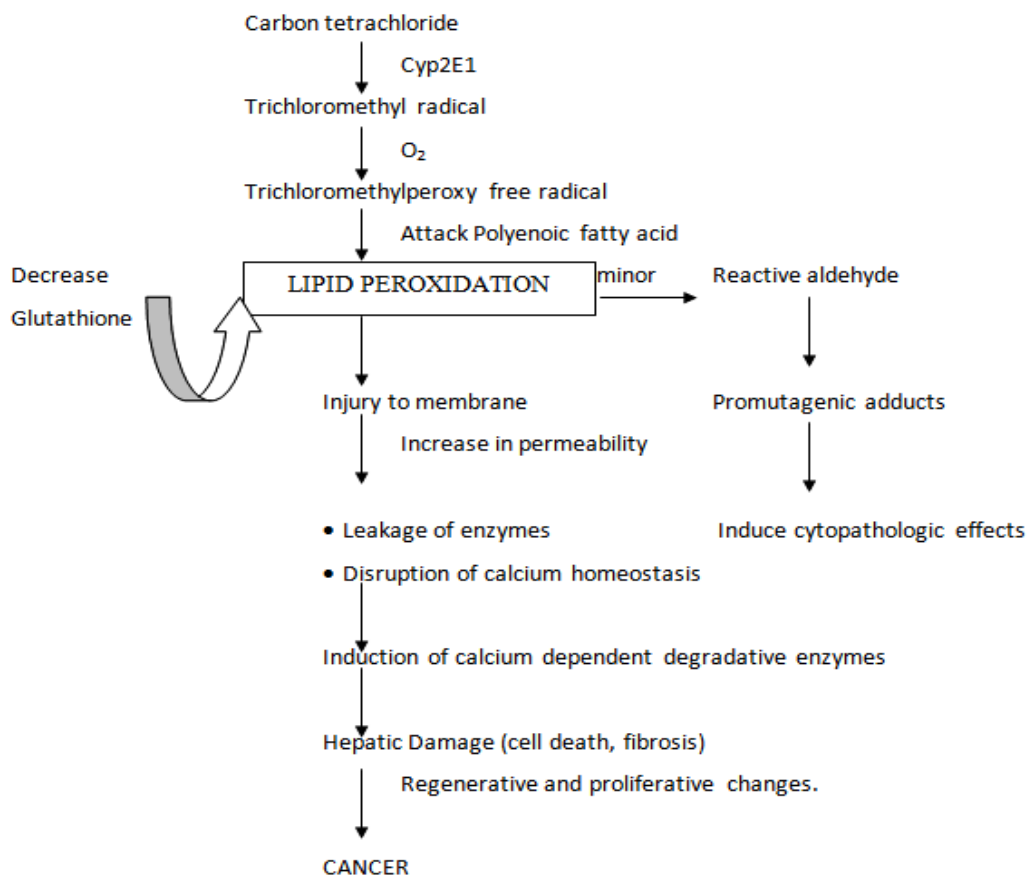 Carbon tetrachloride
Cyp2E1
Trichloromethyl radical
O₂
Trichloromethylperoxy free radical
Attack Polyenoic fatty acid
Decrease
Glutathione
LIPID PEROXIDATION
minor
Reactive aldehyde
Injury to membrane
Promutagenic adducts
Increase in permeability
• Leakage of enzymes
Induce cytopathologic effects
• Disruption of calcium homeostasis
Induction of calcium dependent degradative enzymes
Hepatic Damage (cell death, fibrosis)
Regenerative and proliferative changes.
CANCER